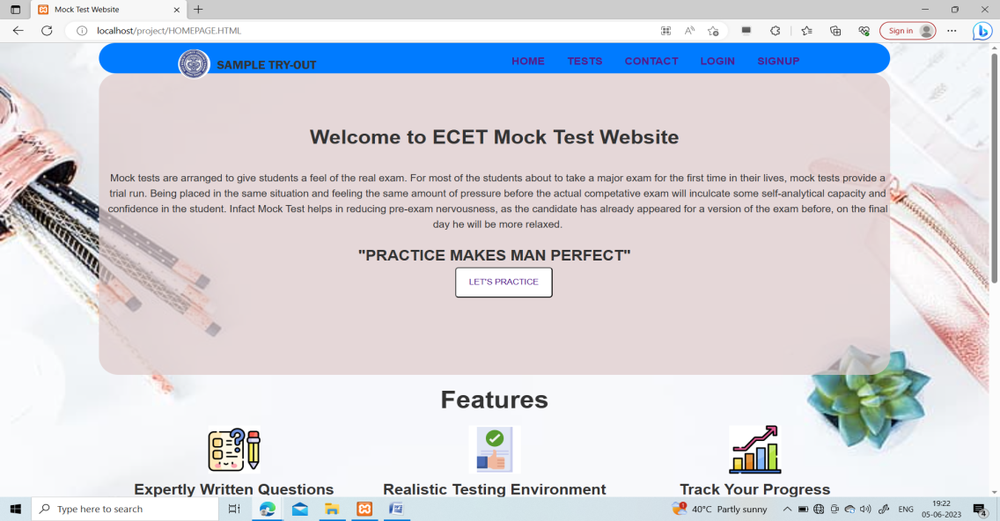 Mock Test Website
localhost/project/HOMEPAGE.HTML
Sign in
SAMPLE TRY-OUT
HOME TESTS CONTACT LOGIN SIGNUP
Welcome to ECET Mock Test Website
Mock tests are arranged to give students a feel of the real exam. For most of the students about to take a major exam for the first time in their lives, mock tests provide a
trial run. Being placed in the same situation and feeling the same amount of pressure before the actual competative exam will inculcate some self-analytical capacity and
confidence in the student. Infact Mock Test helps in reducing pre-exam nervousness, as the candidate has already appeared for a version of the exam before, on the final
day he will be more relaxed.
"PRACTICE MAKES MAN PERFECT"
LET'S PRACTICE
Features
Expertly Written Questions
Realistic Testing Environment
Track Your Progress
Type here to search
40°C Partly sunny
ENG
19:22
05-06-2023
4